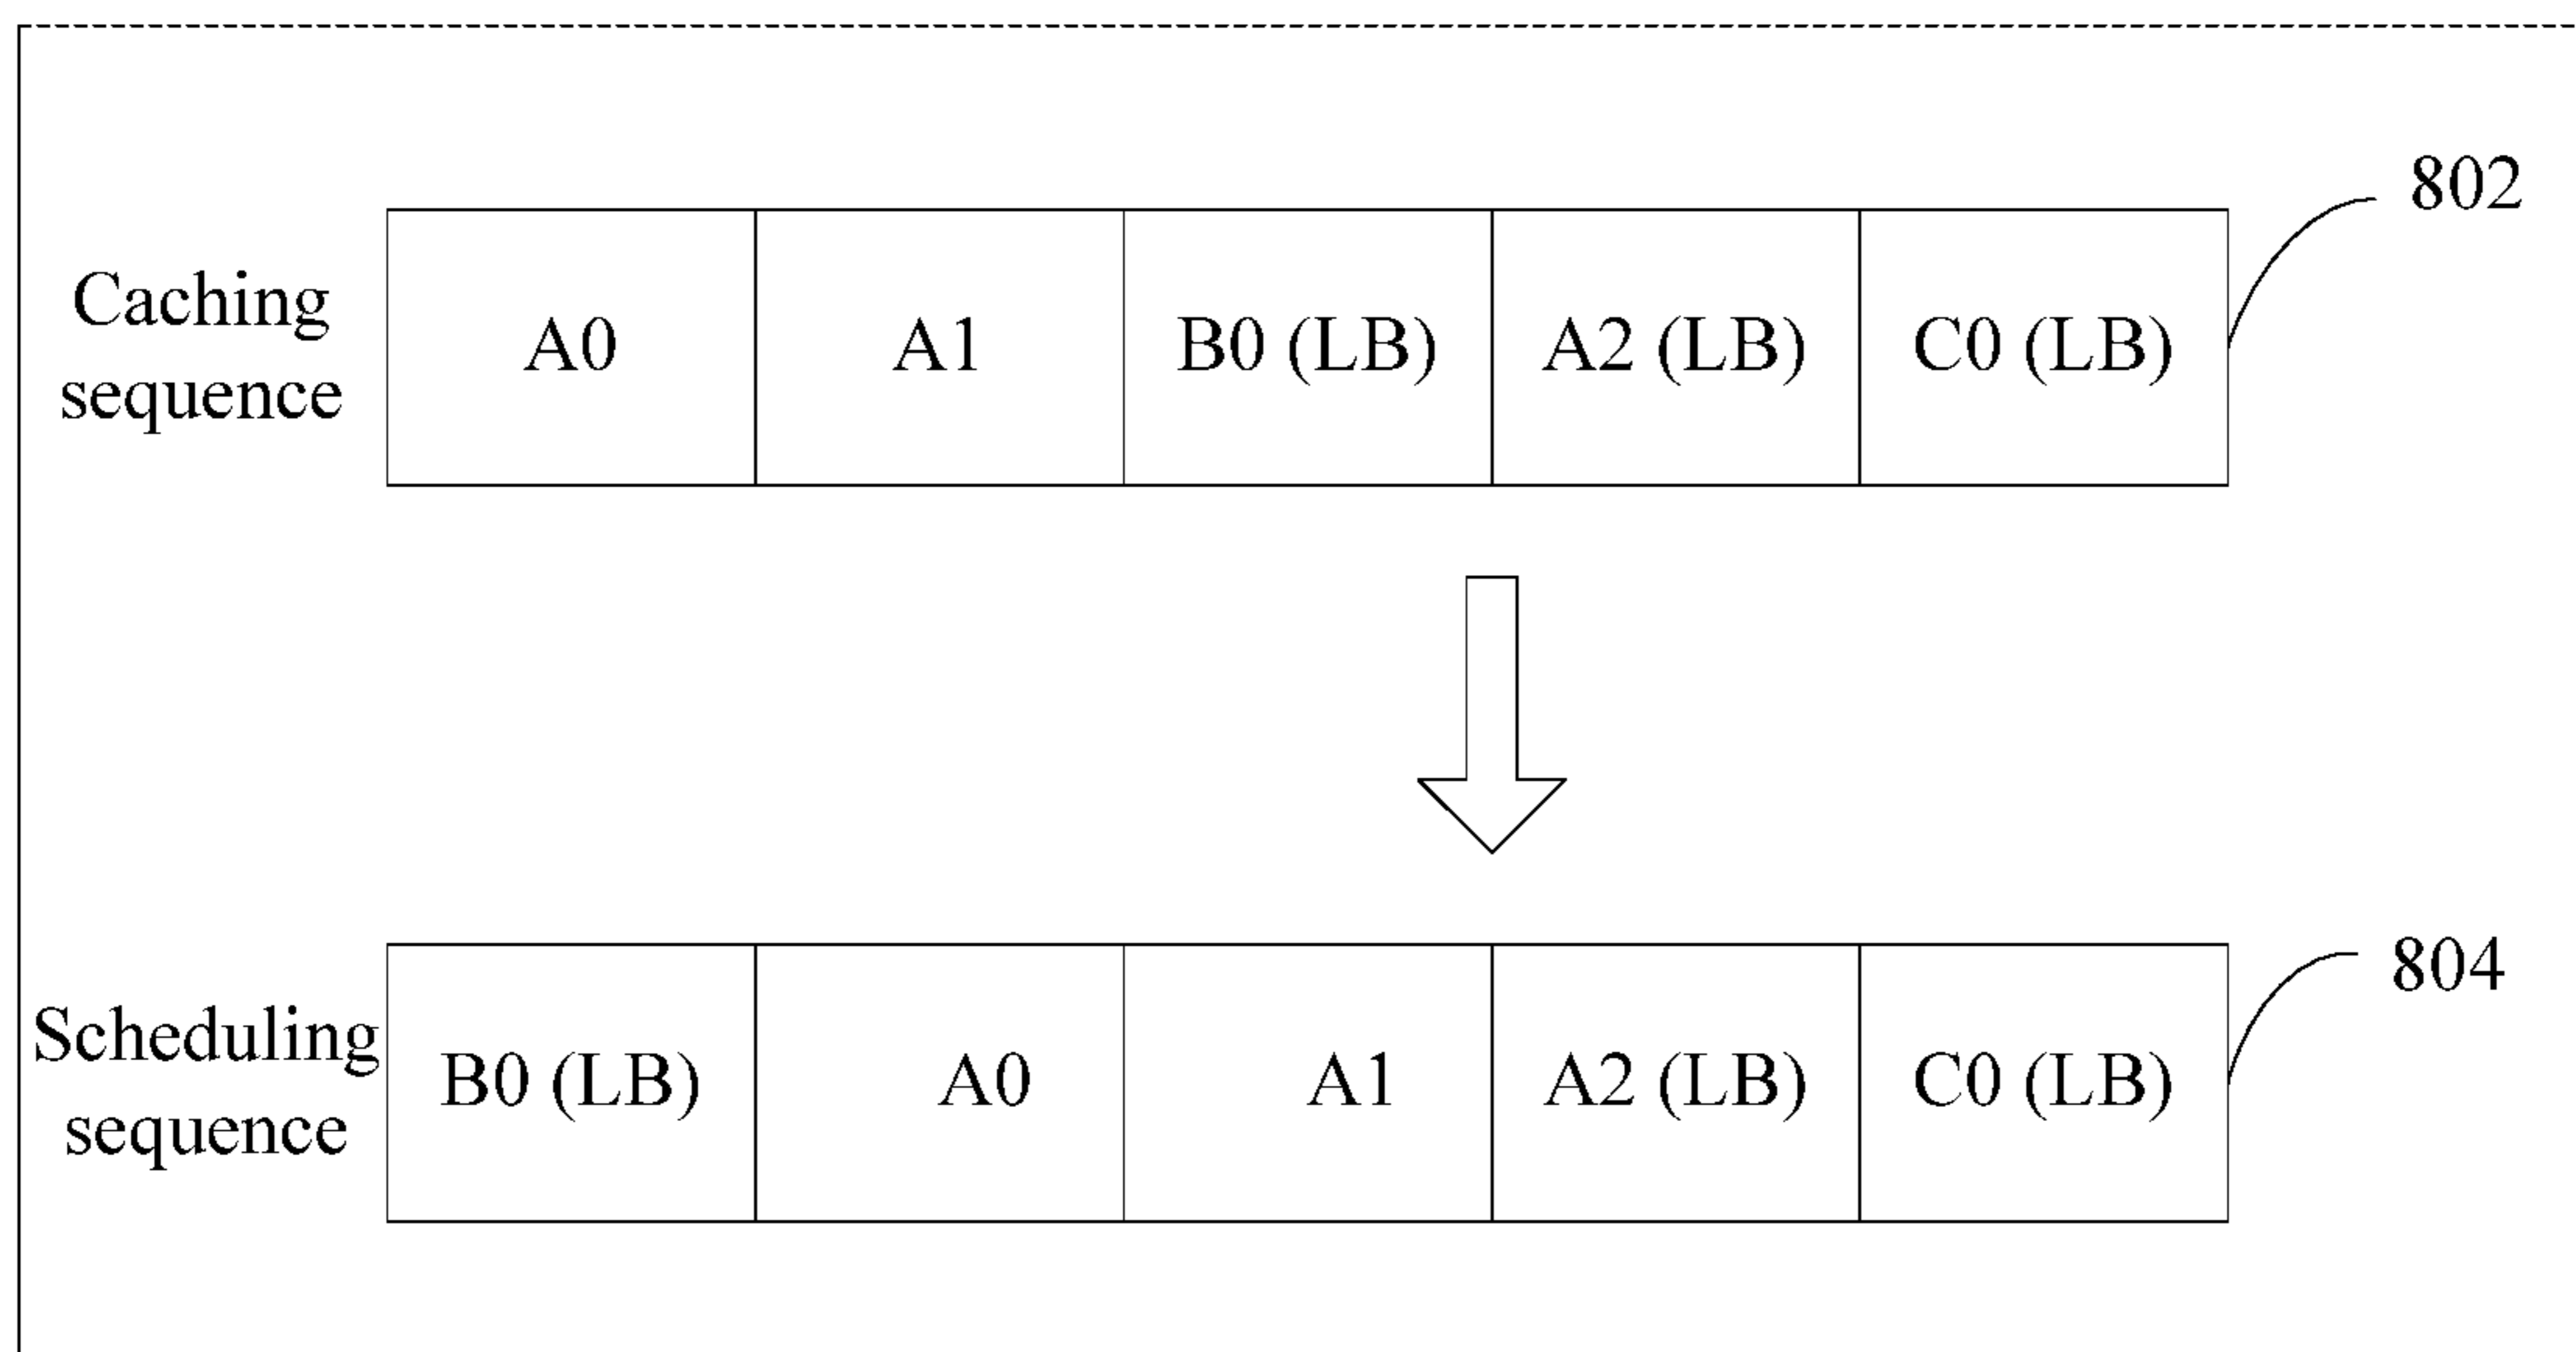 802
Caching
sequence
A0 A1 B0 (LB) A2 (LB) C0 (LB)
804
Scheduling
sequence
B0 (LB) A0 A1 A2 (LB) C0 (LB)